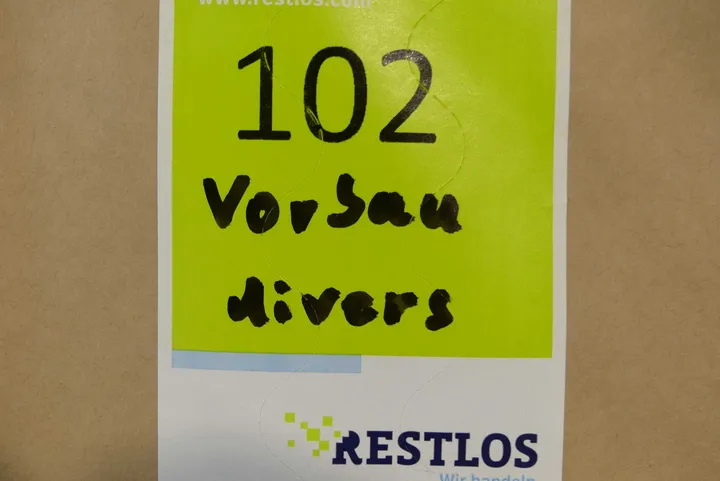 www.restlos.com
102
Vorbau
divers
RESTLOS
Wir handeln